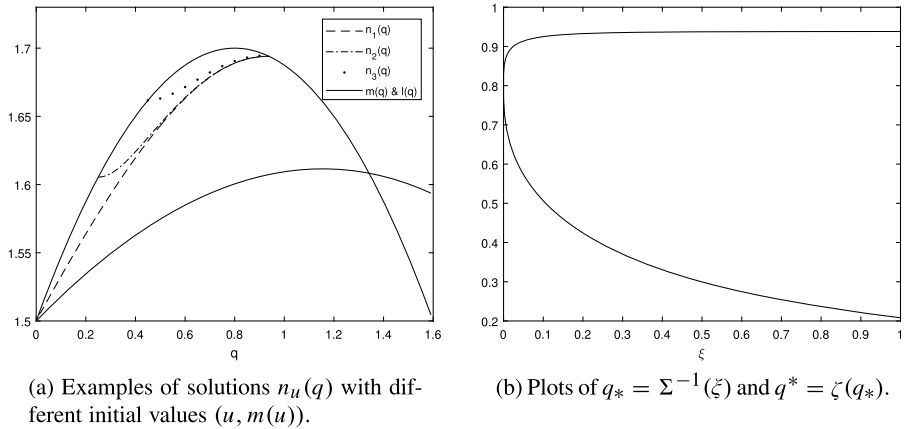 1.7
1.65
1.6
1.55
1.5
0 0.2 0.4 0.6 0.8 1 1.2 1.4 1.6
q
n₁(q)
n₂(q)
n₃(q)
m(q) & l(q)
1
0.9
0.8
0.7
0.6
0.5
0.4
0.3
0.2
0 0.1 0.2 0.3 0.4 0.5 0.6 0.7 0.8 0.9 1
ξ
(a) Examples of solutions nᵤ(q) with dif-
ferent initial values (u, m(u)).
(b) Plots of q∗ = Σ⁻¹(ξ) and q* = ζ(q∗).